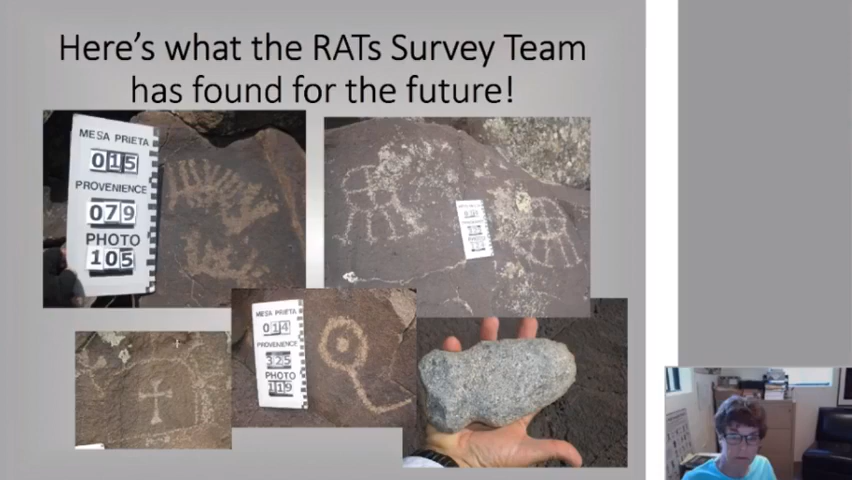 Here's what the RATs Survey Team
has found for the future!
MESA PRIETA
015
PROVENIENCE
079
PHOTO
105
MESA PRIETA
014
PROVENIENCE
325
PHOTO
119